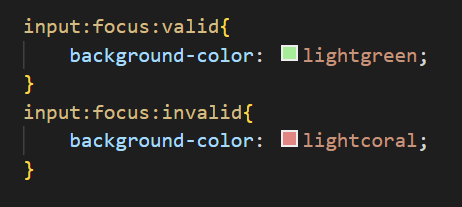 input:focus:valid{
    background-color: lightgreen;
}
input:focus:invalid{
    background-color: lightcoral;
}